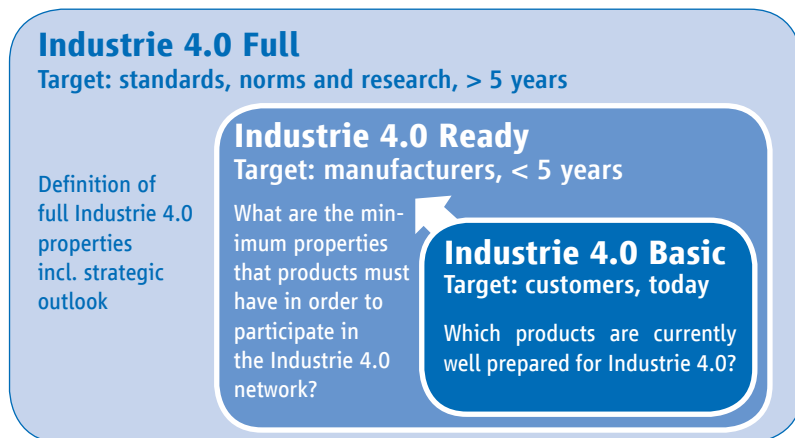 Industrie 4.0 Full
Target: standards, norms and research, > 5 years
Definition of
full Industrie 4.0
properties
incl. strategic
outlook
Industrie 4.0 Ready
Target: manufacturers, < 5 years
What are the min-
imum properties
that products must
have in order to
participate in
the Industrie 4.0
network?
Industrie 4.0 Basic
Target: customers, today
Which products are currently
well prepared for Industrie 4.0?